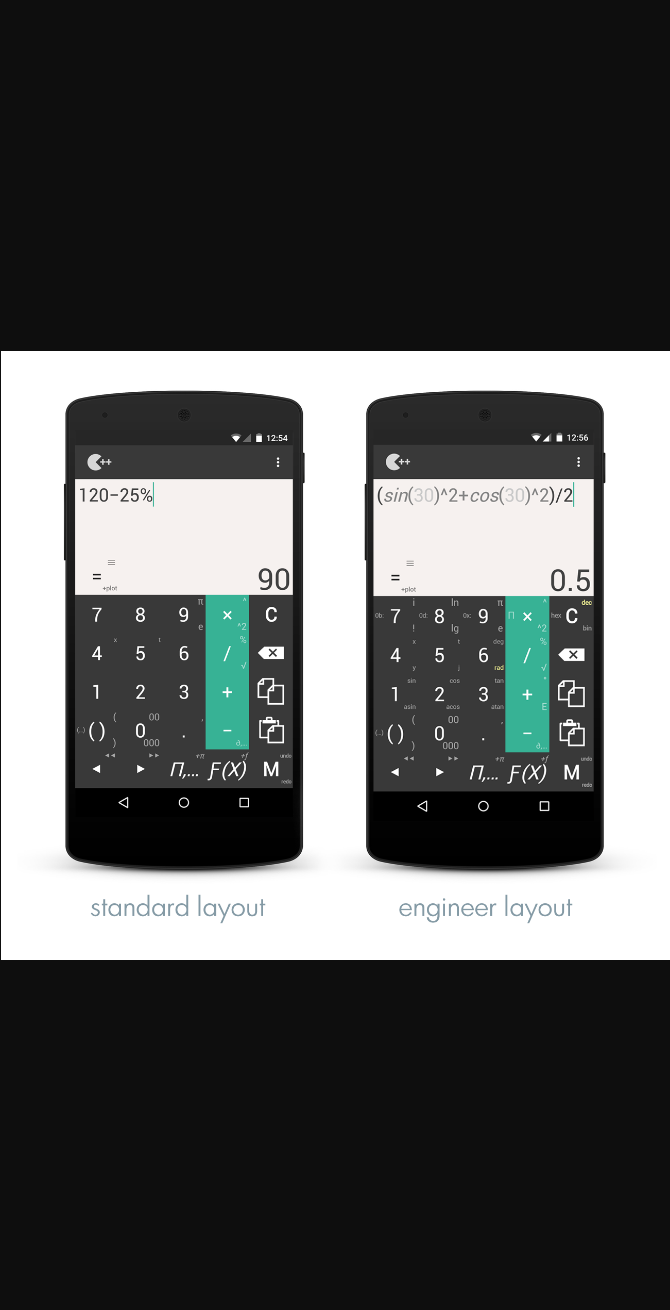 12:54
++
120−25%
=
+plot
90
π
^
7 8 9 × C
e
^2
x t %
4 5 6 /
√
1 2 3 +
( 00 ,
(..) () 0 . −
) 000 ∂...
◄◄ ►► +π +f undo
◄ ► Π,... Ƒ(X) M
redo
standard layout
12:56
++
(sin(30)^2+cos(30)^2)/2
=
+plot
0.5
i ln π ^ dec
0b: 7 0d: 8 0x: 9 Π × hex C
! lg e ^2 bin
x t deg %
4 5 6 /
y j rad √
sin cos tan °
1 2 3 +
asin acos atan E
( 00 ,
(..) () 0 . −
) 000 ∂...
◄◄ ►► +π +f undo
◄ ► Π,... Ƒ(X) M
redo
engineer layout